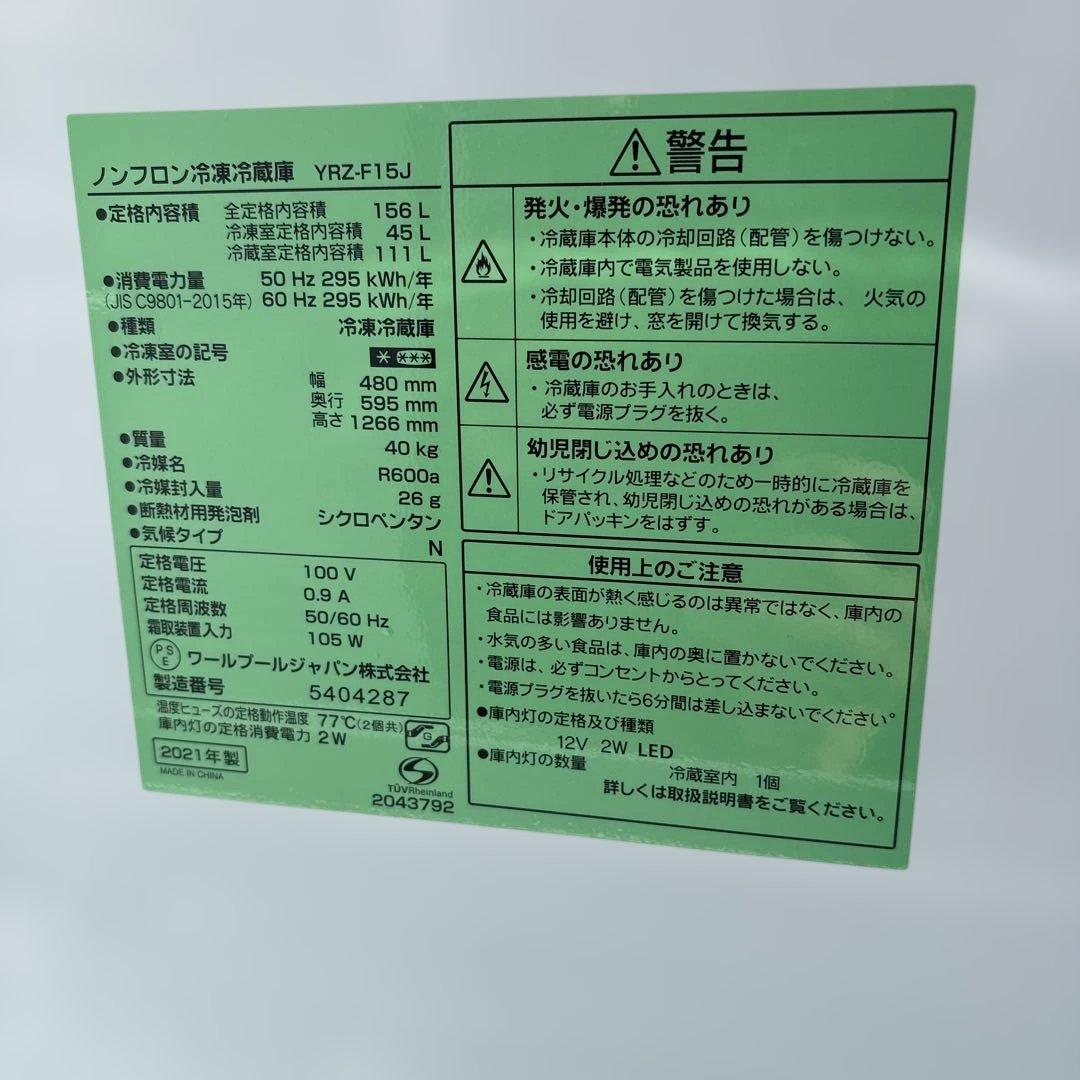 ノンフロン冷凍冷蔵庫 YRZ-F15J
●定格内容積 全定格内容積 156 L
冷凍室定格内容積 45 L
冷蔵室定格内容積 111 L
●消費電力量 50 Hz 295 kWh/年
(JIS C9801-2015年) 60 Hz 295 kWh/年
●種類 冷凍冷蔵庫
●冷凍室の記号
●外形寸法 幅 480 mm
奥行 595 mm
高さ 1266 mm
●質量 40 kg
●冷媒名 R600a
●冷媒封入量 26 g
●断熱材用発泡剤 シクロペンタン
●気候タイプ N
定格電圧 100 V
定格電流 0.9 A
定格周波数 50/60 Hz
霜取装置入力 105 W
PSE ワールプールジャパン株式会社
製造番号 5404287
温度ヒューズの定格動作温度 77℃(2個共)
庫内灯の定格消費電力 2W
G
2021年製
MADE IN CHINA
TÜVRheinland
2043792
警告
発火・爆発の恐れあり
・冷蔵庫本体の冷却回路(配管)を傷つけない。
・冷蔵庫内で電気製品を使用しない。
・冷却回路(配管)を傷つけた場合は、火気の
使用を避け、窓を開けて換気する。
感電の恐れあり
・冷蔵庫のお手入れのときは、
必ず電源プラグを抜く。
幼児閉じ込めの恐れあり
・リサイクル処理などのため一時的に冷蔵庫を
保管され、幼児閉じ込めの恐れがある場合は、
ドアパッキンをはずす。
使用上のご注意
・冷蔵庫の表面が熱く感じるのは異常ではなく、庫内の
食品には影響ありません。
・水気の多い食品は、庫内の奥に置かないでください。
・電源は、必ずコンセントからとってください。
・電源プラグを抜いたら6分間は差し込まないでください。
●庫内灯の定格及び種類
12V 2W LED
●庫内灯の数量 冷蔵室内 1個
詳しくは取扱説明書をご覧ください。